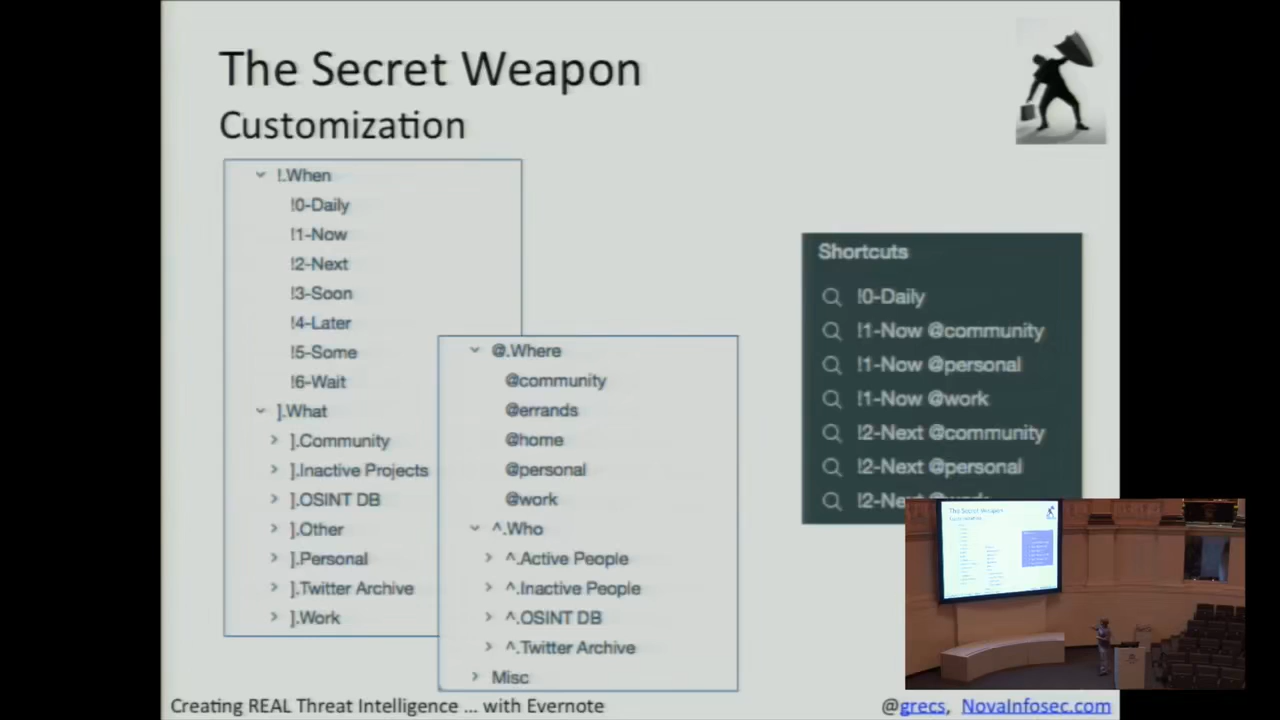 The Secret Weapon
Customization
!.When
!0-Daily
!1-Now
!2-Next
!3-Soon
!4-Later
!5-Some
!6-Wait
].What
].Community
].Inactive Projects
].OSINT DB
].Other
].Personal
].Twitter Archive
].Work
@.Where
@community
@errands
@home
@personal
@work
^.Who
^.Active People
^.Inactive People
^.OSINT DB
^.Twitter Archive
Misc
Shortcuts
!0-Daily
!1-Now @community
!1-Now @personal
!1-Now @work
!2-Next @community
!2-Next @personal
The Secret Weapon
Creating REAL Threat Intelligence ... with Evernote
@grecs, NovaInfosec.com